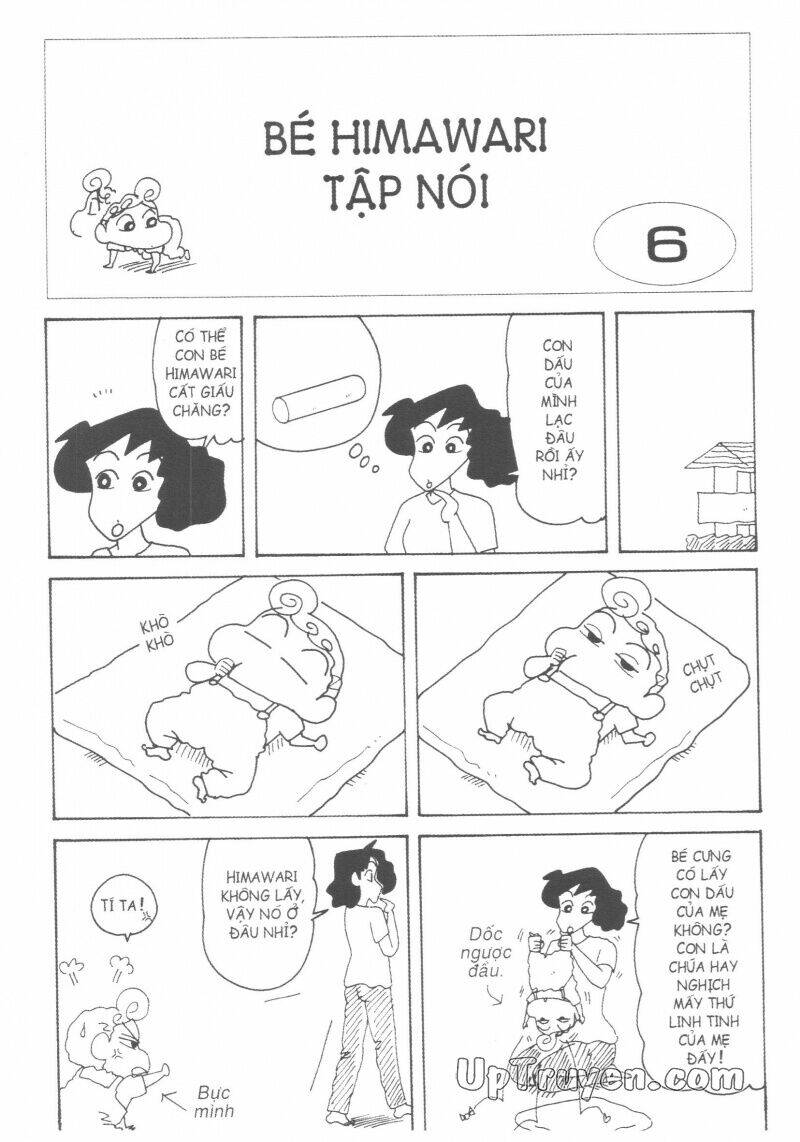 BÉ HIMAWARI
TẬP NÓI
6
CON
DẤU
CỦA
MÌNH
LẠC
ĐÂU
RỒI ẤY
NHỈ?
CÓ THỂ
CON BÉ
HIMAWARI
CẤT GIẤU
CHĂNG?
CHỤT
CHỤT
KHÒ
KHÒ
BÉ CƯNG
CÓ LẤY
CON DẤU
CỦA MẸ
KHÔNG?
CON LÀ
CHÚA HAY
NGHỊCH
MẤY THỨ
LINH TINH
CỦA MẸ
ĐẤY!
Dốc
ngược
đầu.
HIMAWARI
KHÔNG LẤY,
VẬY NÓ Ở
ĐÂU NHỈ?
TÍ TA!
Bực
mình
UpTruyen.com